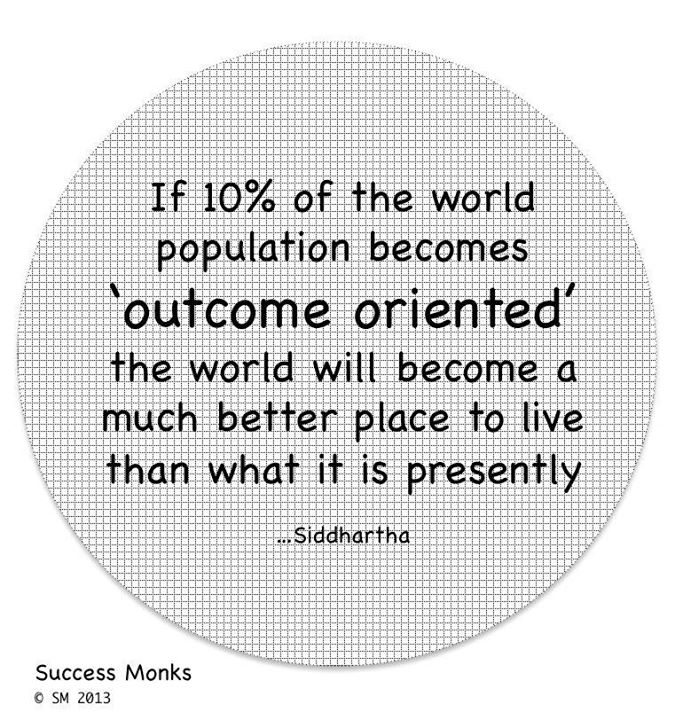 If 10% of the world
population becomes
‘outcome oriented’
the world will become a
much better place to live
than what it is presently
...Siddhartha
Success Monks
© SM 2013